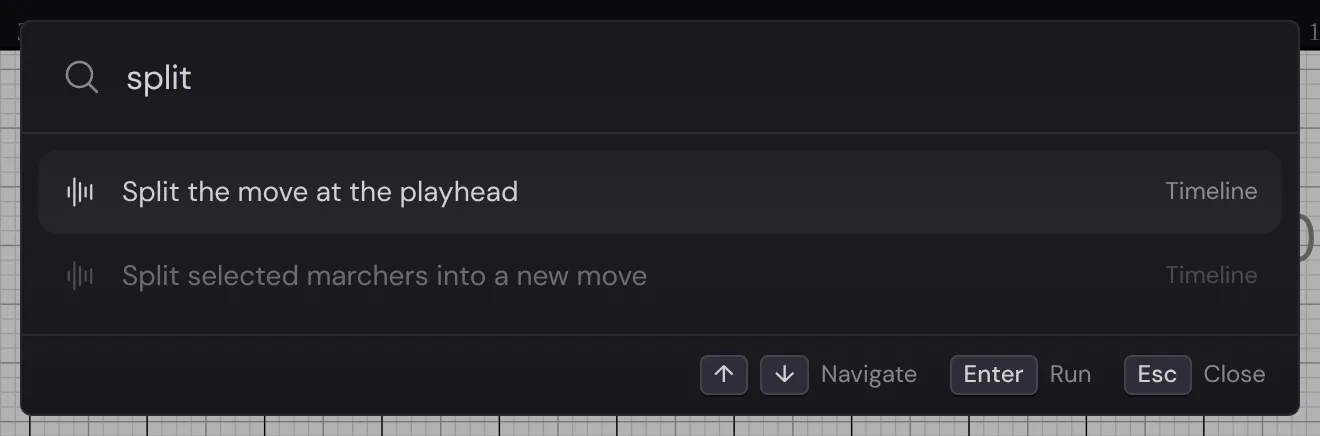 split
Split the move at the playhead Timeline
Split selected marchers into a new move Timeline
↑ ↓ Navigate Enter Run Esc Close